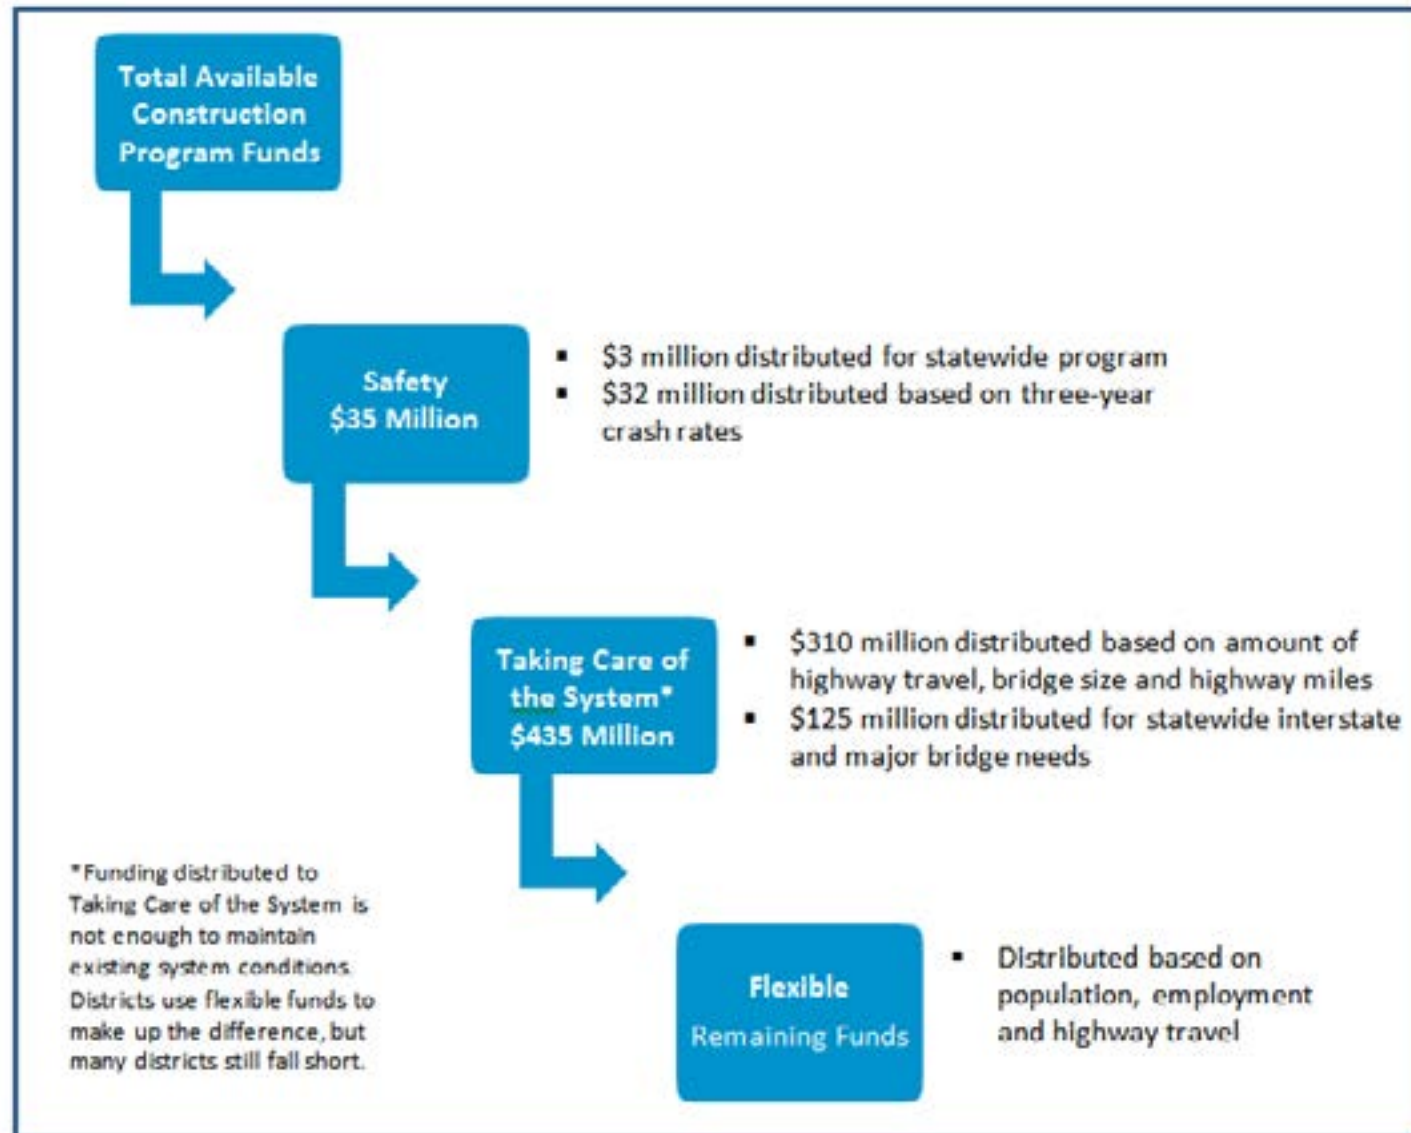 Total Available
Construction
Program Funds
Safety
$35 Million
▪ $3 million distributed for statewide program
▪ $32 million distributed based on three-year
crash rates
Taking Care of
the System*
$435 Million
▪ $310 million distributed based on amount of
highway travel, bridge size and highway miles
▪ $125 million distributed for statewide interstate
and major bridge needs
*Funding distributed to
Taking Care of the System is
not enough to maintain
existing system conditions.
Districts use flexible funds to
make up the difference, but
many districts still fall short.
Flexible
Remaining Funds
▪ Distributed based on
population, employment
and highway travel